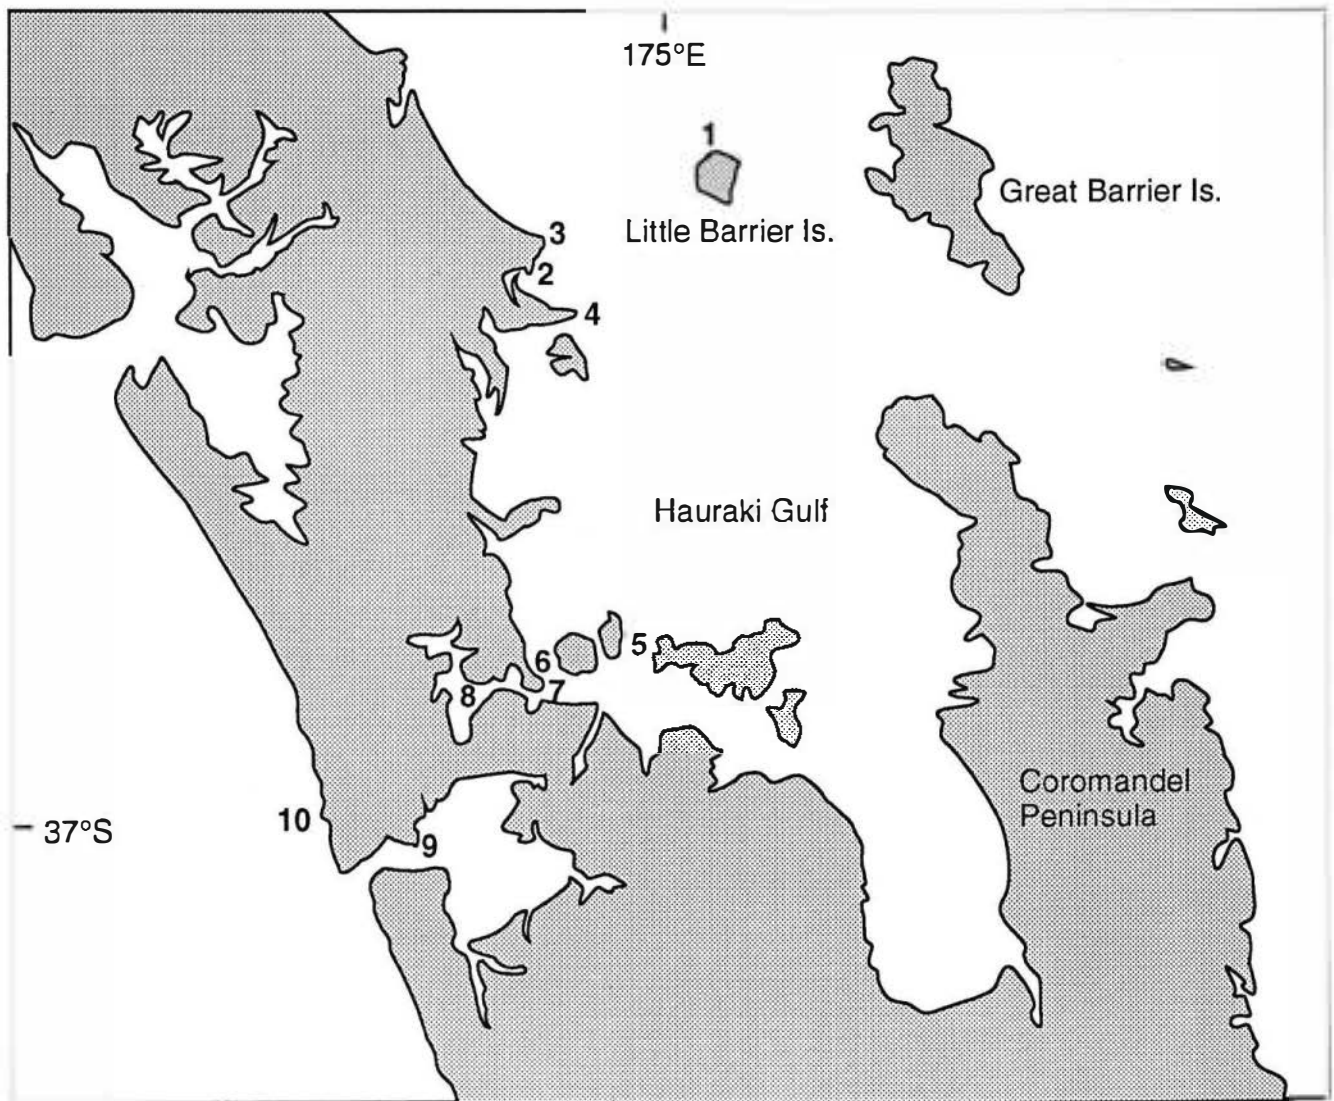 175°E
1
Great Barrier Is.
Little Barrier Is.
3
2
4
Hauraki Gulf
5
6
7
8
Coromandel
Peninsula
10
37°S
9